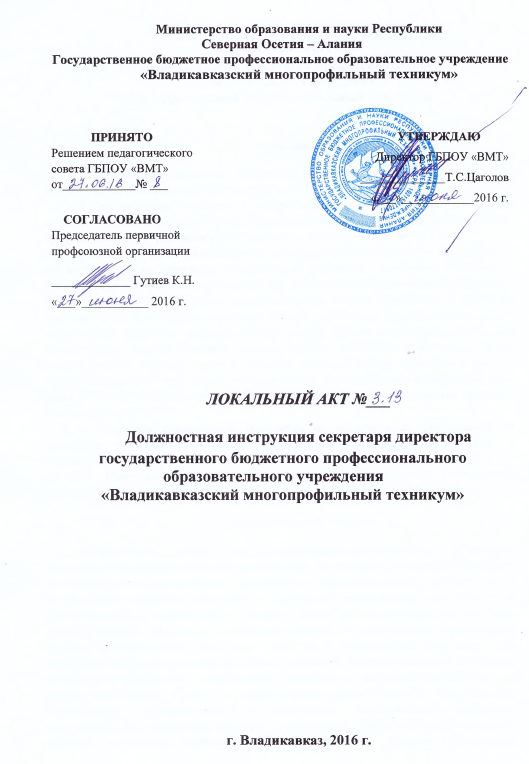 Министерство образования и науки Республики
Северная Осетия – Алания
Государственное бюджетное профессиональное образовательное учреждение
«Владикавказский многопрофильный техникум»
ПРИНЯТО
Решением педагогического
совета ГБПОУ «ВМТ»
от 27.06.16 № 8
УТВЕРЖДАЮ
Директор ГБПОУ «ВМТ»
Т.С.Цаголов
июня 2016 г.
СОГЛАСОВАНО
Председатель первичной
профсоюзной организации
Гутиев К.Н.
«27» июня 2016 г.
ЛОКАЛЬНЫЙ АКТ № 3.13
Должностная инструкция секретаря директора
государственного бюджетного профессионального
образовательного учреждения
«Владикавказский многопрофильный техникум»
г. Владикавказ, 2016 г.